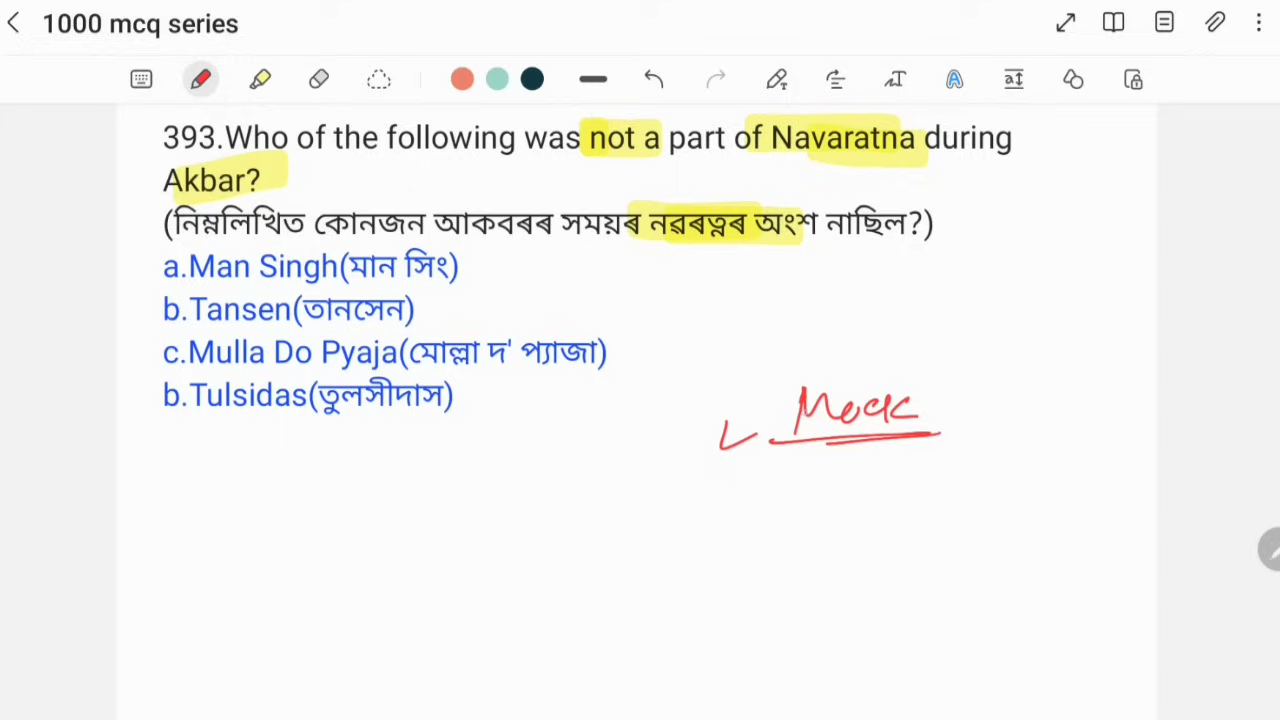 1000 mcq series
393.Who of the following was not a part of Navaratna during
Akbar?
(নিম্নলিখিত কোনজন আকবৰৰ সময়ৰ নৱৰত্নৰ অংশ নাছিল?)
a.Man Singh(মান সিং)
b.Tansen(তানসেন)
c.Mulla Do Pyaja(মোল্লা দ' প্যাজা)
b.Tulsidas(তুলসীদাস)
Mock